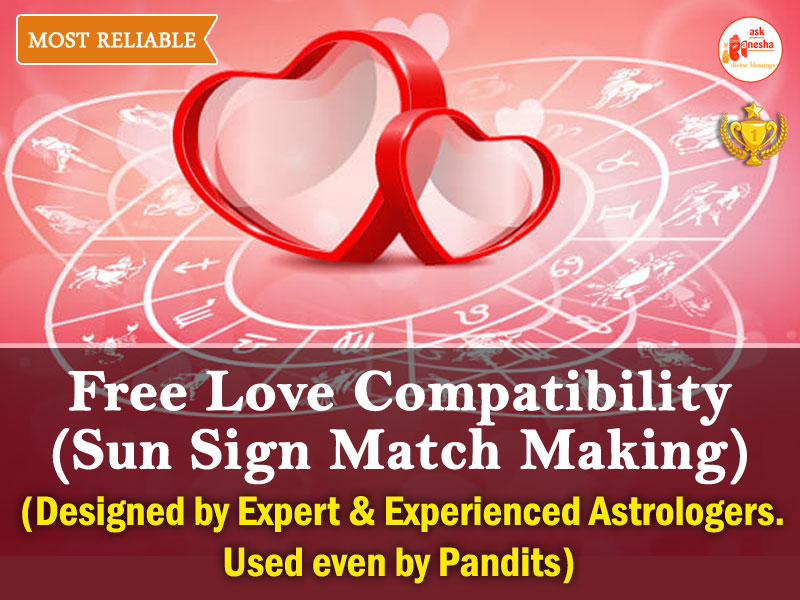 MOST RELIABLE
ask
nesha
divine blessings
1
Free Love Compatibility
(Sun Sign Match Making)
(Designed by Expert & Experienced Astrologers.
Used even by Pandits)